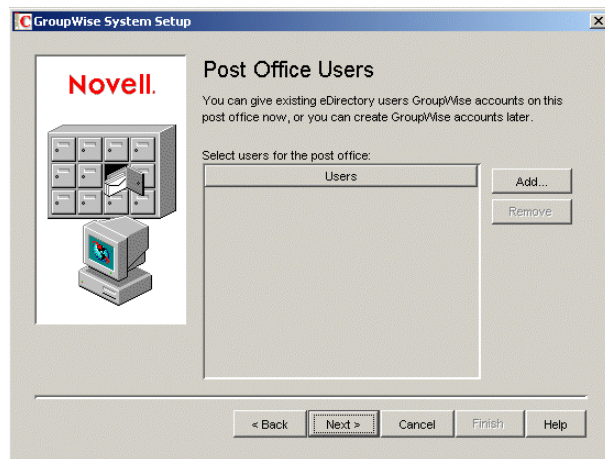 GroupWise System Setup
Novell.
Post Office Users
You can give existing eDirectory users GroupWise accounts on this
post office now, or you can create GroupWise accounts later.
Select users for the post office:
Users
Add...
Remove
< Back
Next >
Cancel
Finish
Help